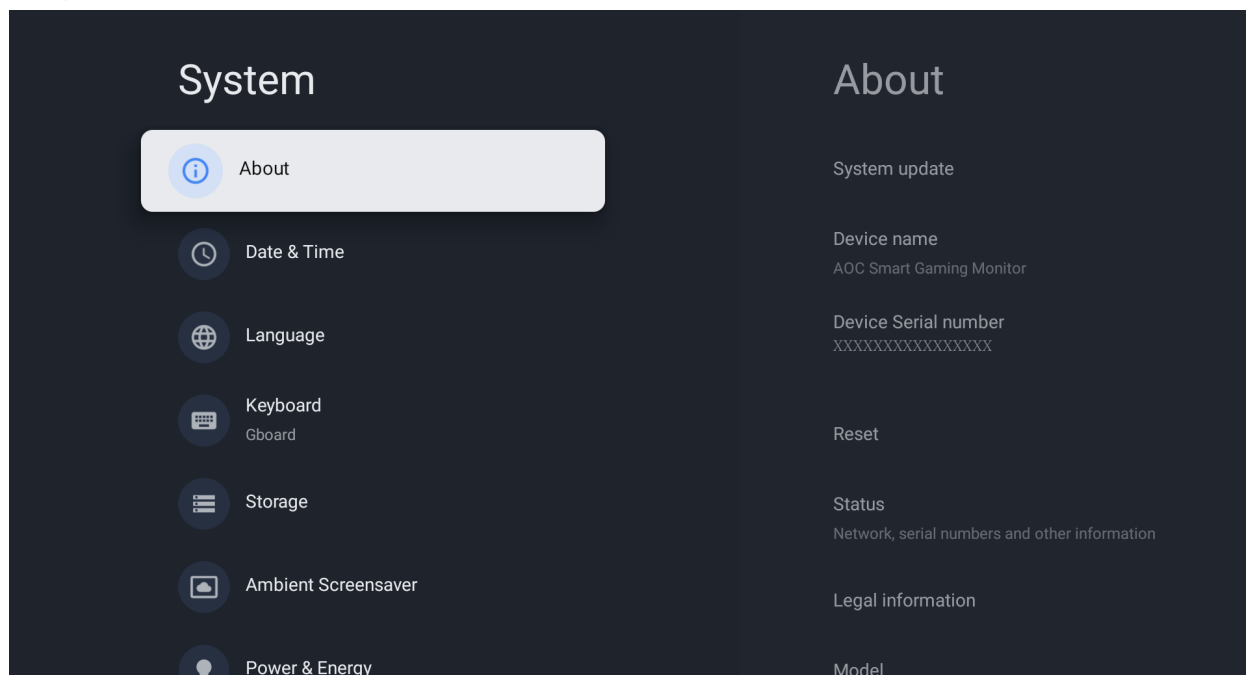 System
About
Date & Time
Language
Keyboard
Gboard
Storage
Ambient Screensaver
Power & Energy
About
System update
Device name
AOC Smart Gaming Monitor
Device Serial number
XXXXXXXXXXXXXXXX
Reset
Status
Network, serial numbers and other information
Legal information
Model